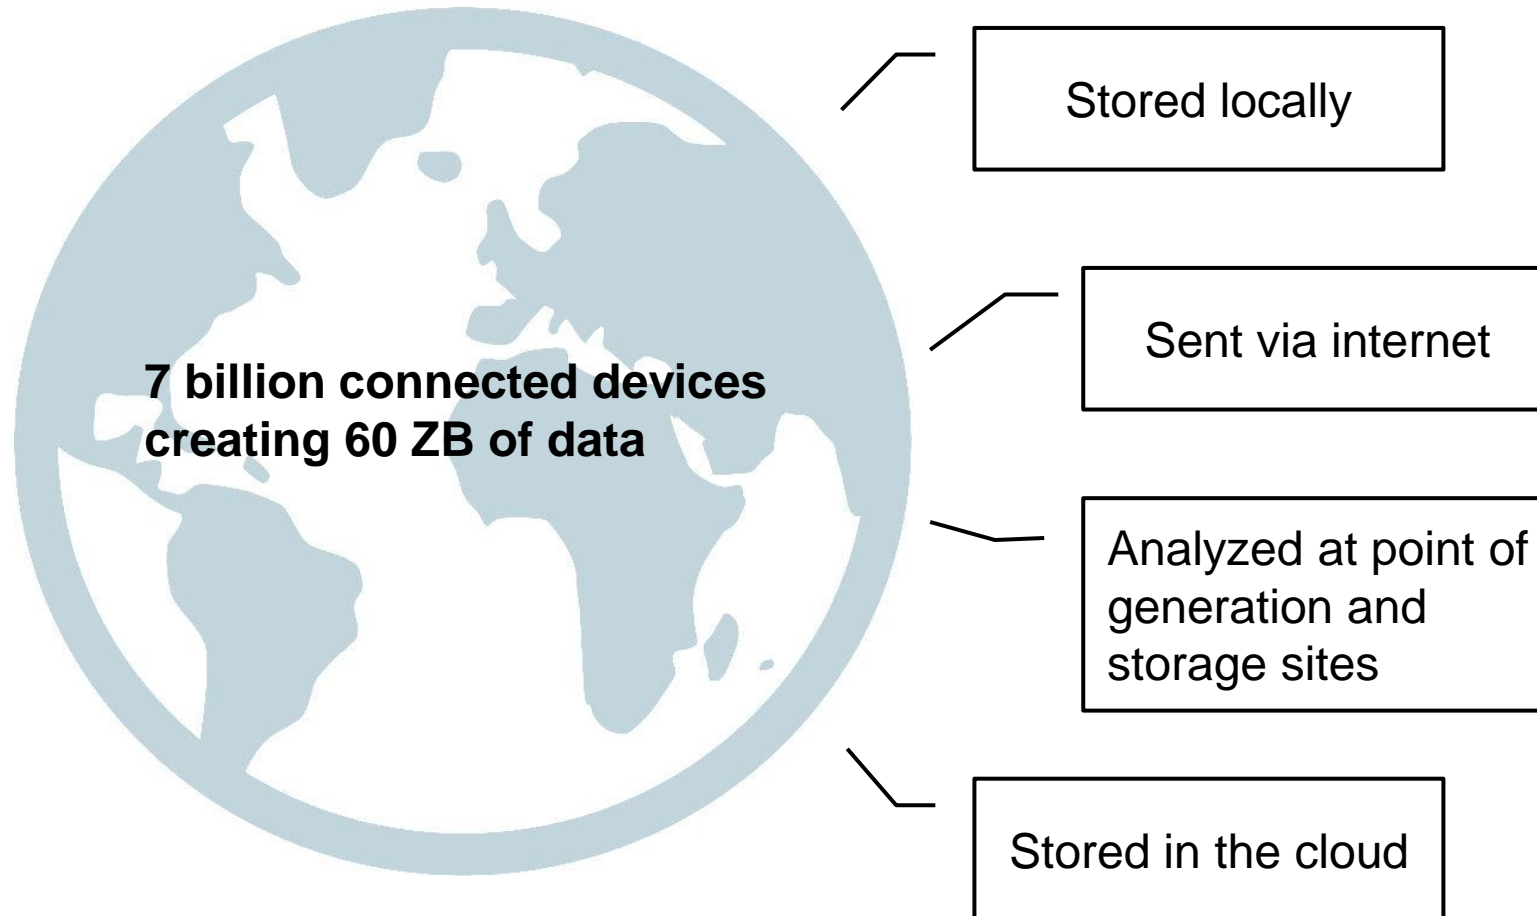 Stored locally
Sent via internet
7 billion connected devices
creating 60 ZB of data
Analyzed at point of
generation and
storage sites
Stored in the cloud